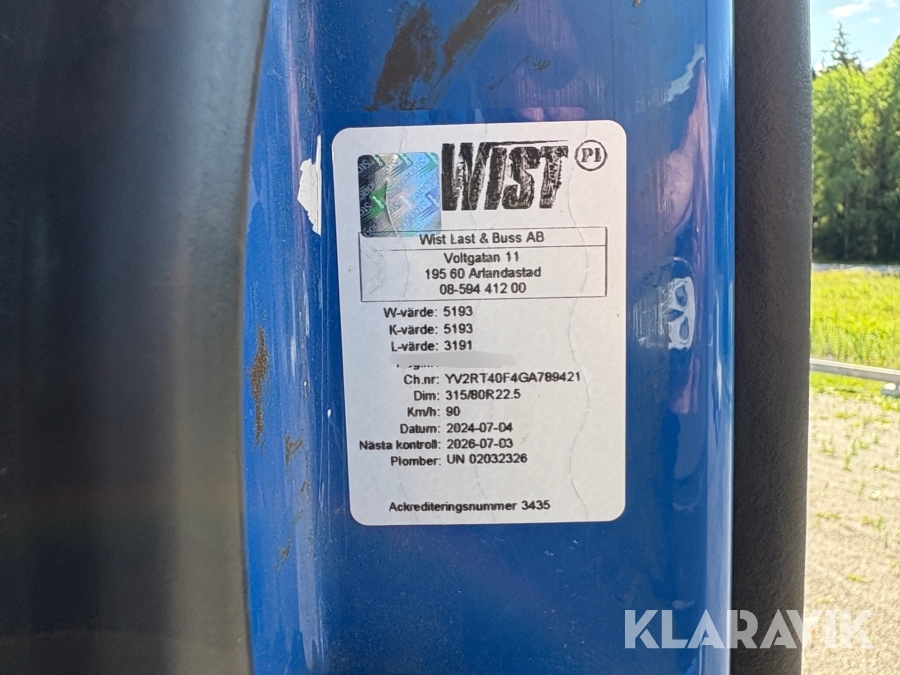 WIST PI
Wist Last & Buss AB
Voltgatan 11
195 60 Arlandastad
08-594 412 00
W-värde: 5193
K-värde: 5193
L-värde: 3191
Ch.nr: YV2RT40F4GA789421
Dim: 315/80R22.5
Km/h: 90
Datum: 2024-07-04
Nästa kontroll: 2026-07-03
Plomber: UN 02032326
Ackrediteringsnummer 3435
KLARAVIK